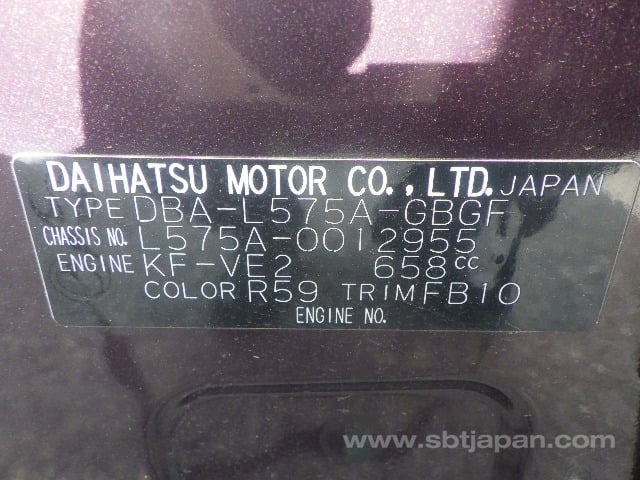 DAIHATSU MOTOR CO., LTD. JAPAN
TYPE DBA-L575A-GBGF
CHASSIS NO. L575A-0012955
ENGINE KF-VE2 658cc
COLOR R59 TRIM FB10
ENGINE NO.
www.sbtjapan.com